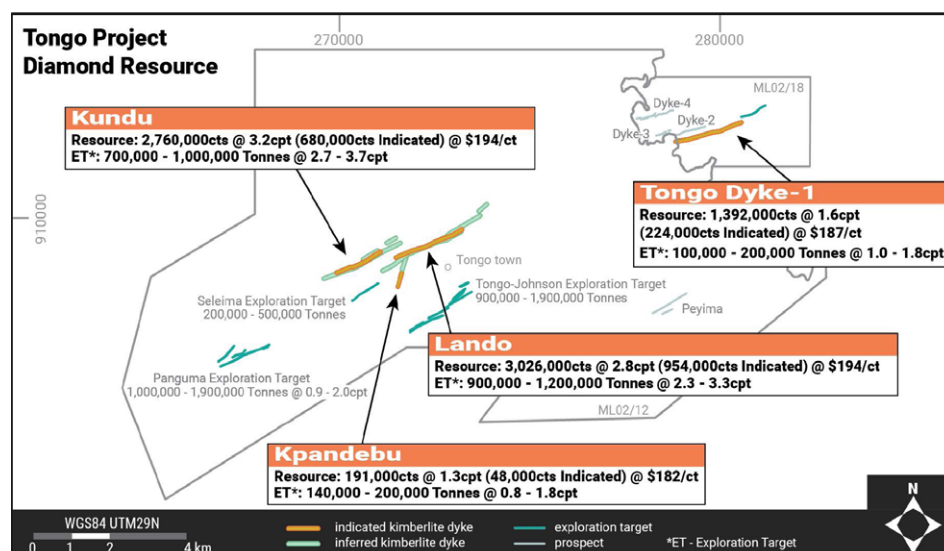 Tongo Project
Diamond Resource
270000
280000
ML02/18
Dyke-4
Dyke-2
Dyke-3
Kundu
Resource: 2,760,000cts @ 3.2cpt (680,000cts Indicated) @ $194/ct
ET*: 700,000 - 1,000,000 Tonnes @ 2.7 - 3.7cpt
Tongo Dyke-1
Resource: 1,392,000cts @ 1.6cpt
(224,000cts Indicated) @ $187/ct
ET*: 100,000 - 200,000 Tonnes @ 1.0 - 1.8cpt
910000
Tongo town
Seleima Exploration Target
200,000 - 500,000 Tonnes
Tongo-Johnson Exploration Target
900,000 - 1,900,000 Tonnes
Peyima
Lando
Resource: 3,026,000cts @ 2.8cpt (954,000cts Indicated) @ $194/ct
ET*: 900,000 - 1,200,000 Tonnes @ 2.3 - 3.3cpt
Panguma Exploration Target
1,000,000 - 1,900,000 Tonnes @ 0.9 - 2.0cpt
ML02/12
Kpandebu
Resource: 191,000cts @ 1.3cpt (48,000cts Indicated) @ $182/ct
ET*: 140,000 - 200,000 Tonnes @ 0.8 - 1.8cpt
WGS84 UTM29N
0 1 2 4 km
indicated kimberlite dyke
inferred kimberlite dyke
exploration target
prospect
*ET - Exploration Target
N